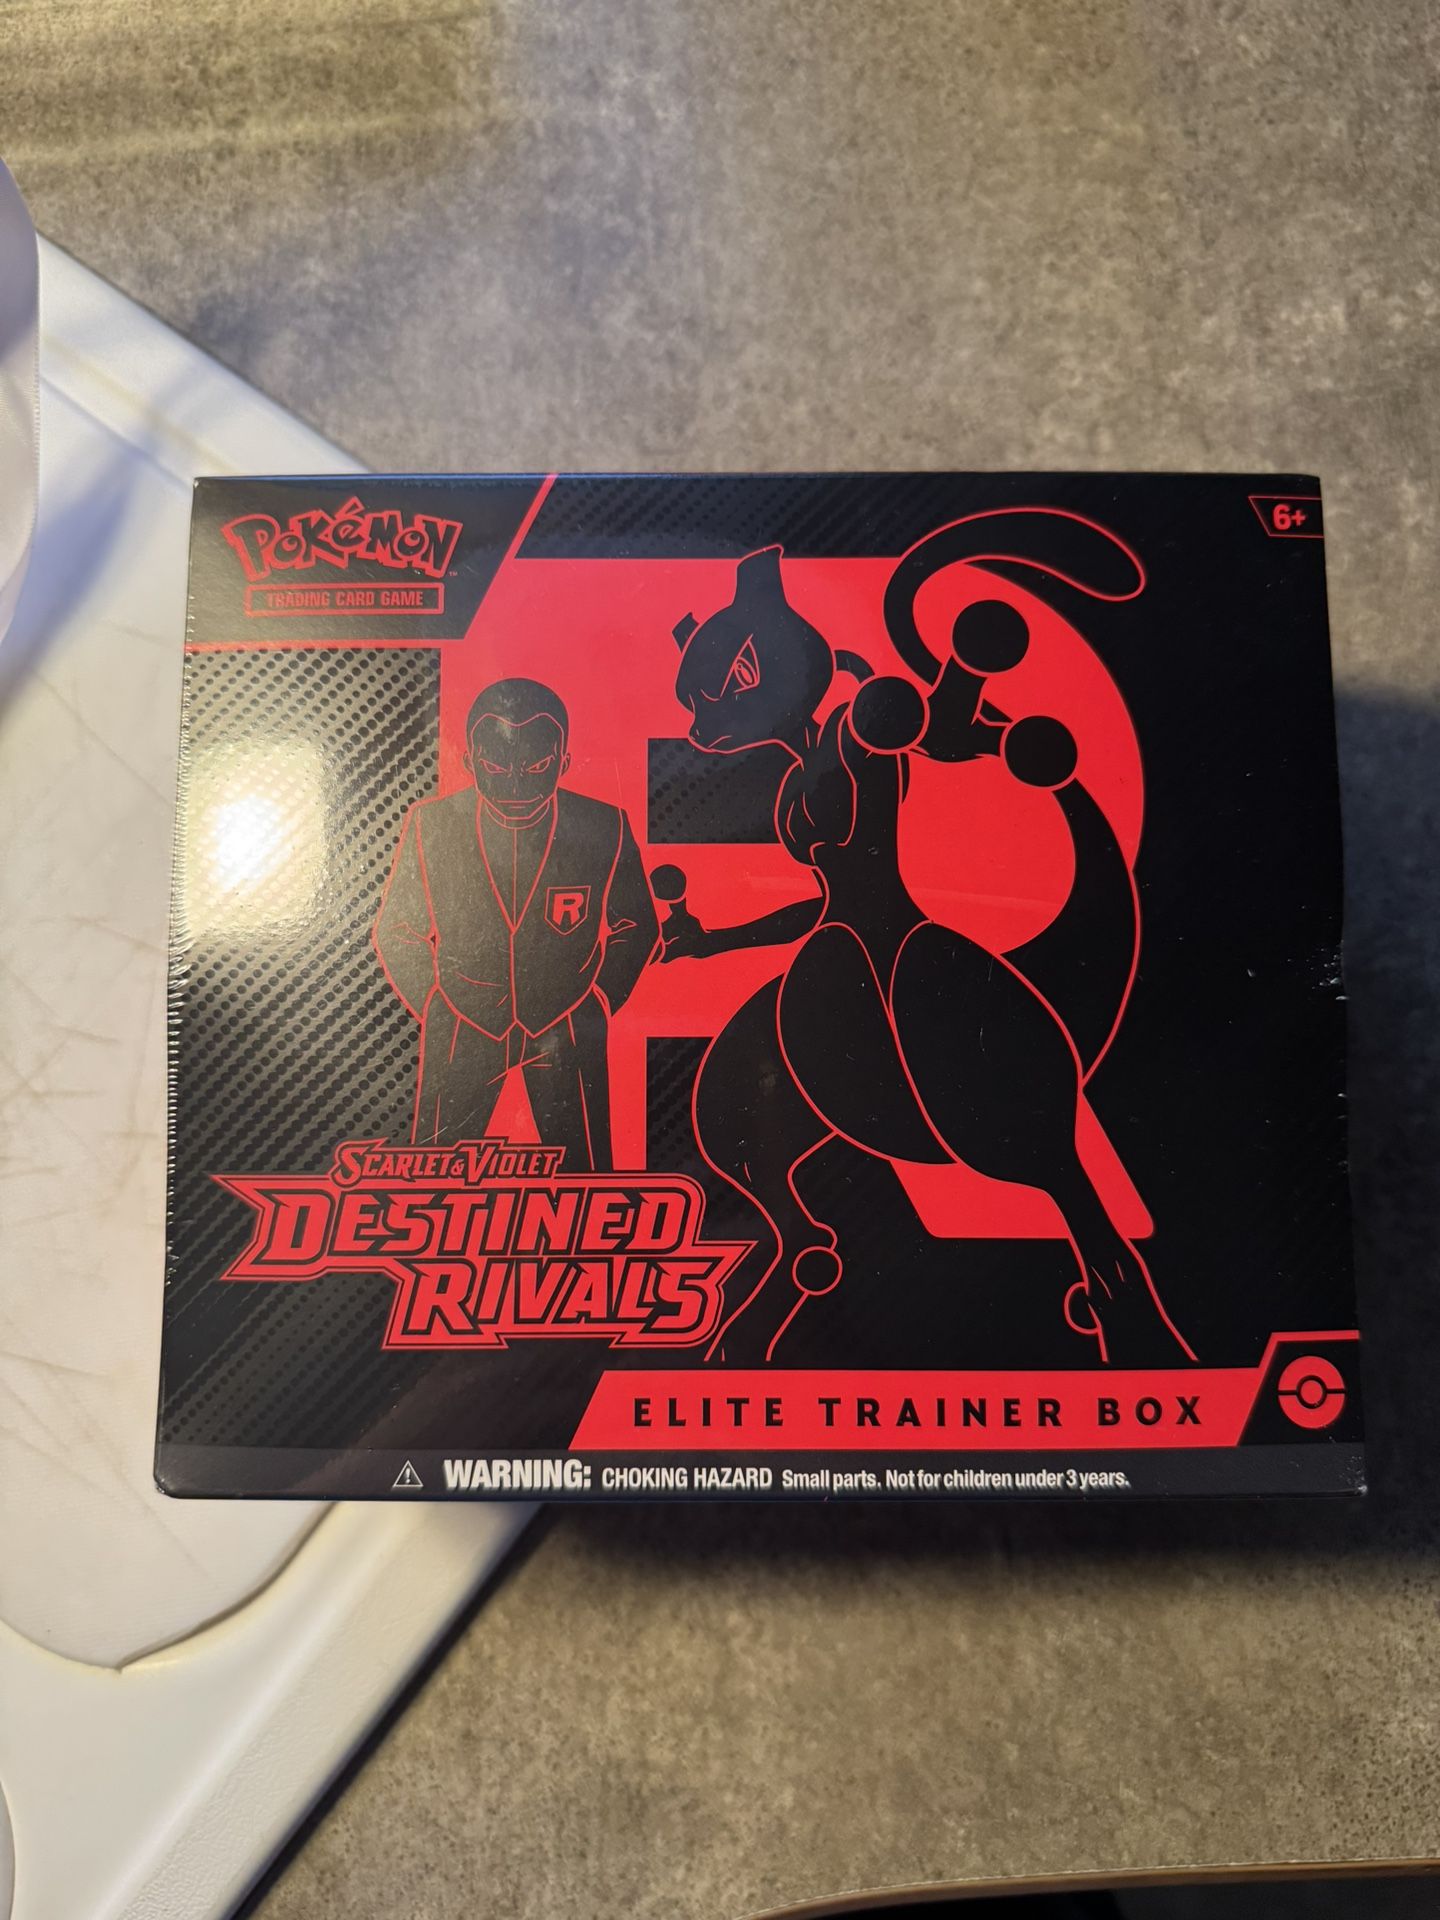 POKéMON™
TRADING CARD GAME
6+
R
SCARLET & VIOLET
DESTINED
RIVALS
ELITE TRAINER BOX
WARNING: CHOKING HAZARD Small parts. Not for children under 3 years.